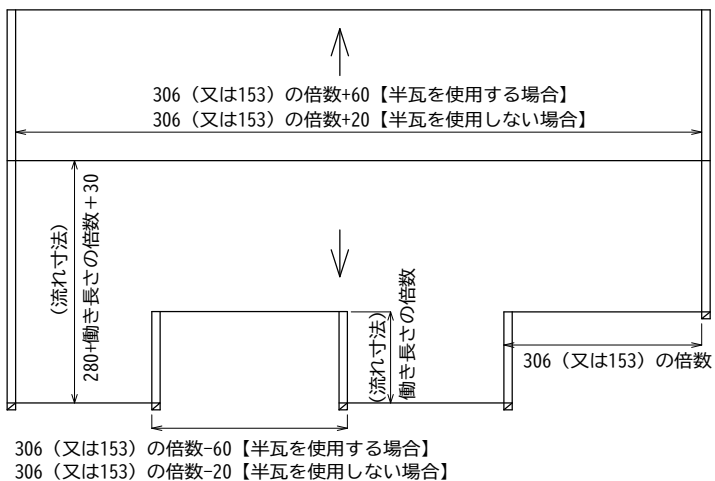 306（又は153）の倍数+60【半瓦を使用する場合】
306（又は153）の倍数+20【半瓦を使用しない場合】
(流れ寸法)
280+働き長さの倍数＋30
(流れ寸法)
働き長さの倍数
306（又は153）の倍数
306（又は153）の倍数-60【半瓦を使用する場合】
306（又は153）の倍数-20【半瓦を使用しない場合】